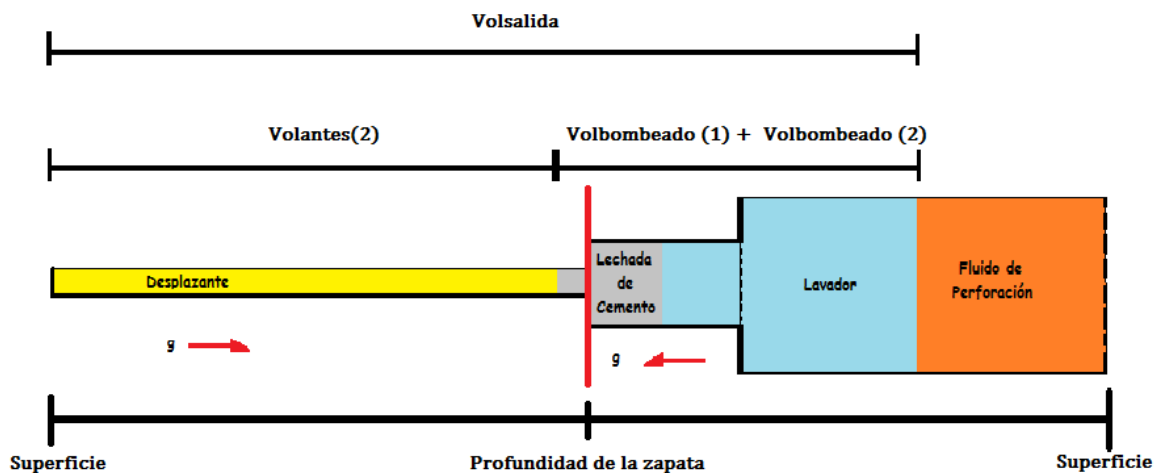 Volsalida
Volantes(2)
Volbombeado (1) + Volbombeado (2)
Desplazante
Lechada
de
Cemento
Lavador
Fluido de
Perforación
g
g
Superficie
Profundidad de la zapata
Superficie